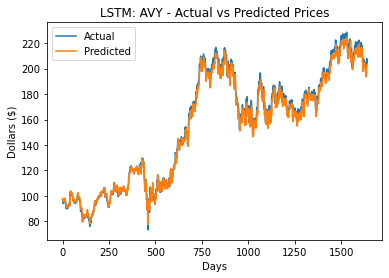 LSTM: AVY - Actual vs Predicted Prices
Actual
Predicted
Dollars ($)
220
200
180
160
140
120
100
80
0 250 500 750 1000 1250 1500
Days